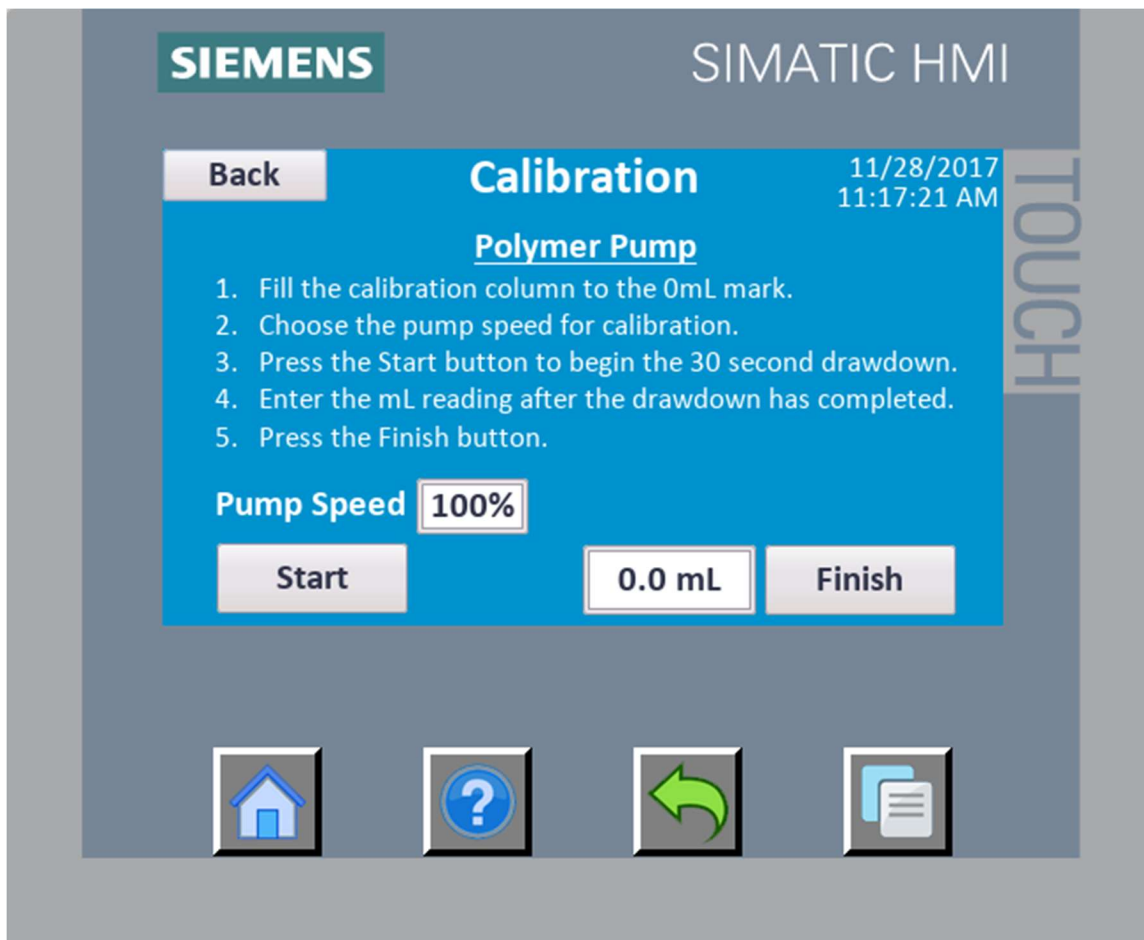 SIEMENS
SIMATIC HMI
TOUCH
Back
Calibration
11/28/2017
11:17:21 AM
Polymer Pump
1. Fill the calibration column to the 0mL mark.
2. Choose the pump speed for calibration.
3. Press the Start button to begin the 30 second drawdown.
4. Enter the mL reading after the drawdown has completed.
5. Press the Finish button.
Pump Speed 100%
Start
0.0 mL
Finish
?